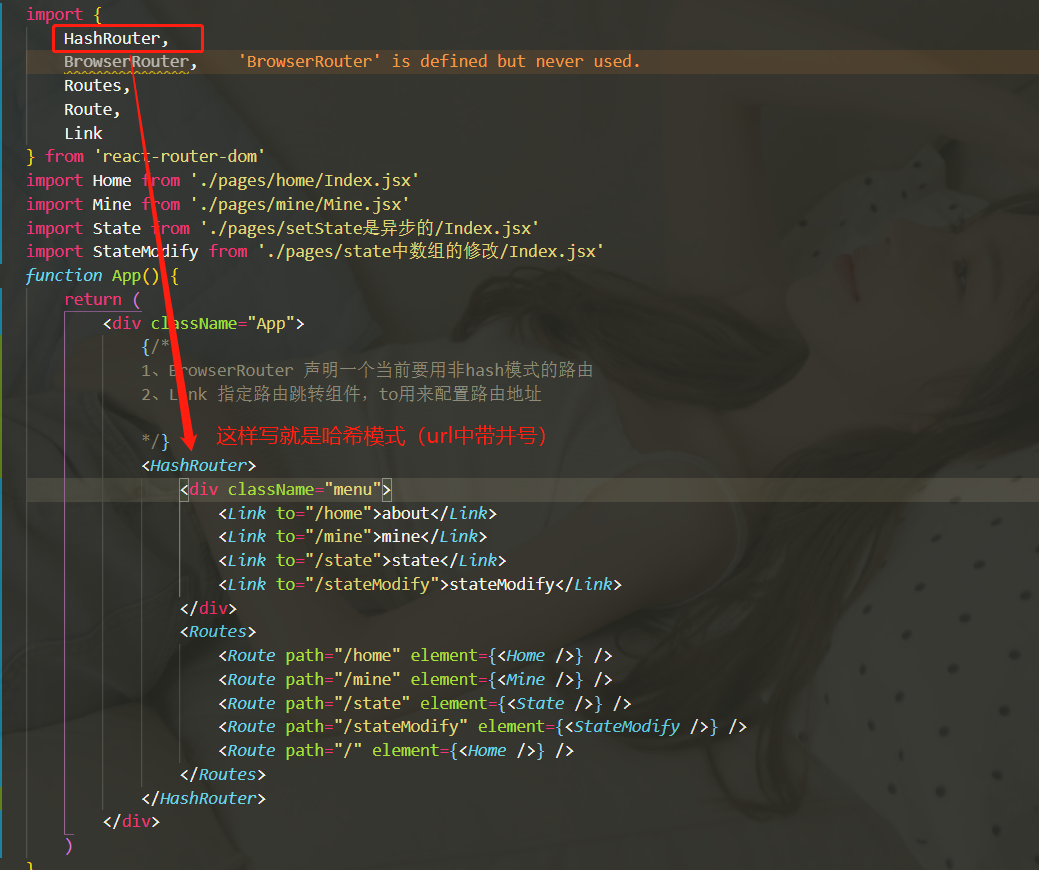 import {
HashRouter,
BrowserRouter, 'BrowserRouter' is defined but never used.
Routes,
Route,
Link
} from 'react-router-dom'
import Home from './pages/home/Index.jsx'
import Mine from './pages/mine/Mine.jsx'
import State from './pages/setState是异步的/Index.jsx'
import StateModify from './pages/state中数组的修改/Index.jsx'
function App() {
return (
<div className="App">
{/*
1、BrowserRouter 声明一个当前要用非hash模式的路由
2、Link 指定路由跳转组件，to用来配置路由地址
*/} 这样写就是哈希模式（url中带井号）
<HashRouter>
<div className="menu">
<Link to="/home">about</Link>
<Link to="/mine">mine</Link>
<Link to="/state">state</Link>
<Link to="/stateModify">stateModify</Link>
</div>
<Routes>
<Route path="/home" element={<Home />} />
<Route path="/mine" element={<Mine />} />
<Route path="/state" element={<State />} />
<Route path="/stateModify" element={<StateModify />} />
<Route path="/" element={<Home />} />
</Routes>
</HashRouter>
</div>
)
}